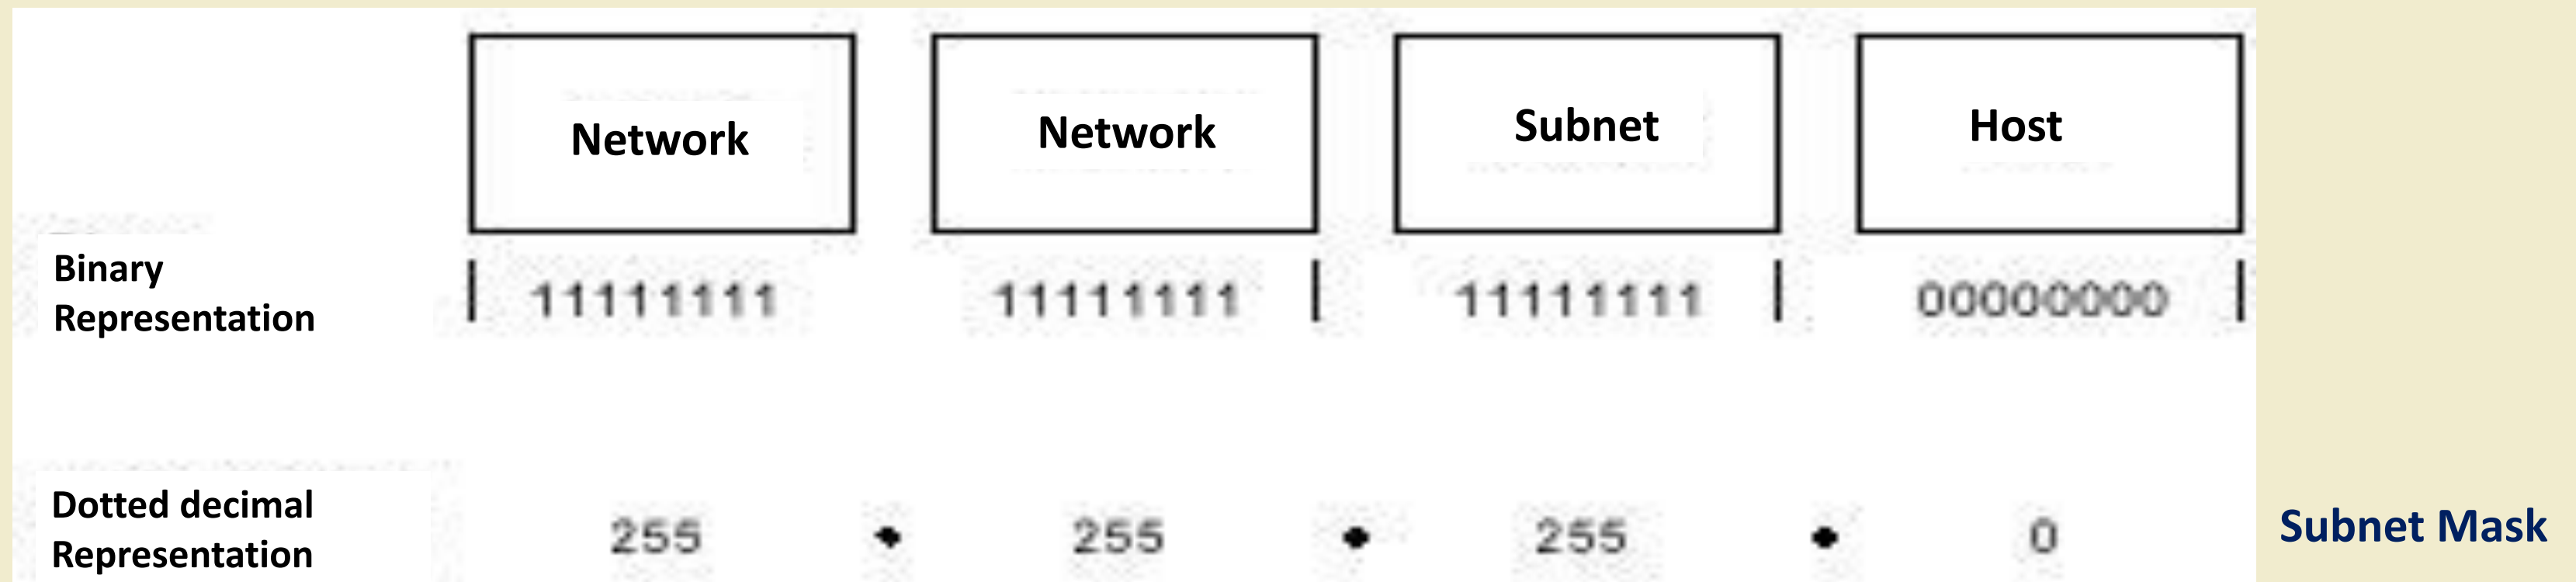 Network Network Subnet Host
Binary
Representation
| 11111111 11111111 | 11111111 | 00000000 |
Dotted decimal
Representation
255 • 255 • 255 • 0
Subnet Mask